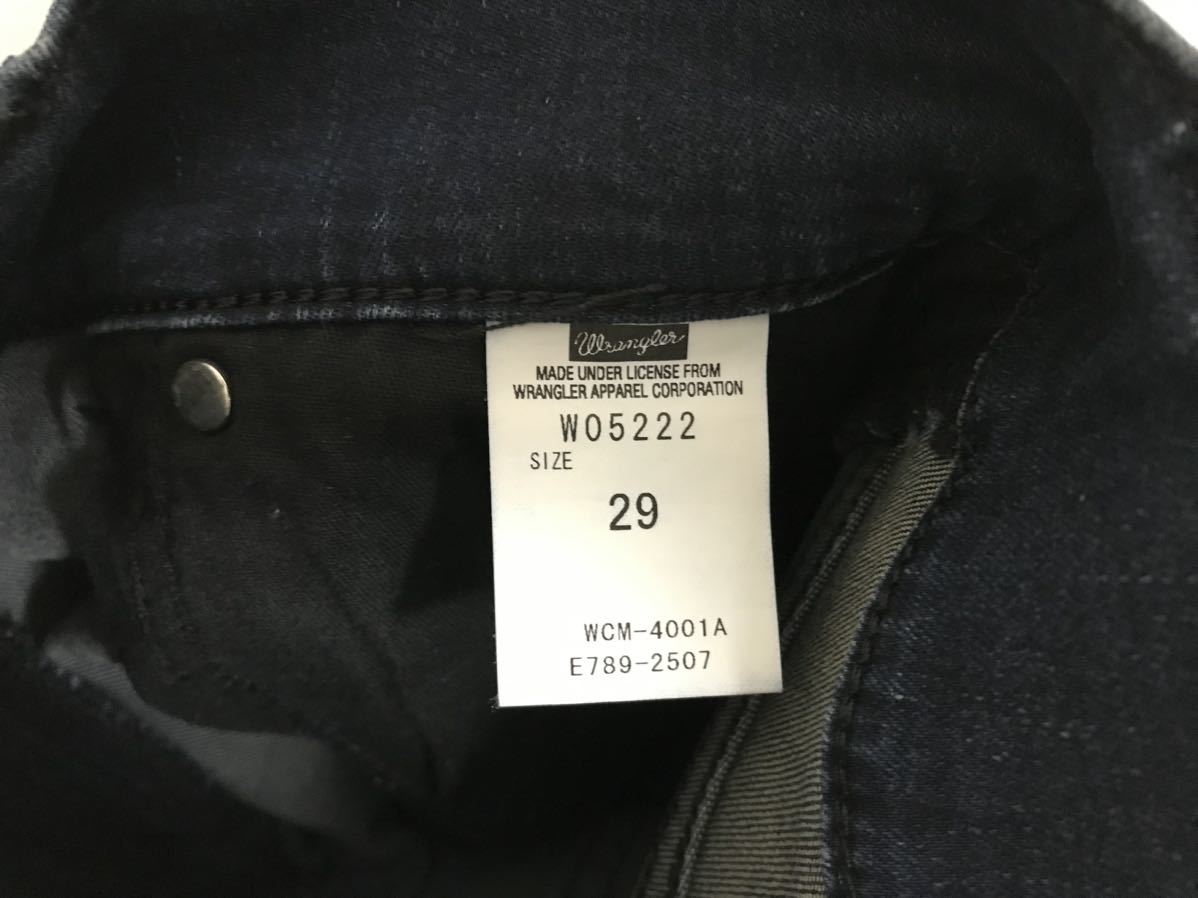 Wrangler
MADE UNDER LICENSE FROM
WRANGLER APPAREL CORPORATION
W05222
SIZE
29
WCM-4001A
E789-2507